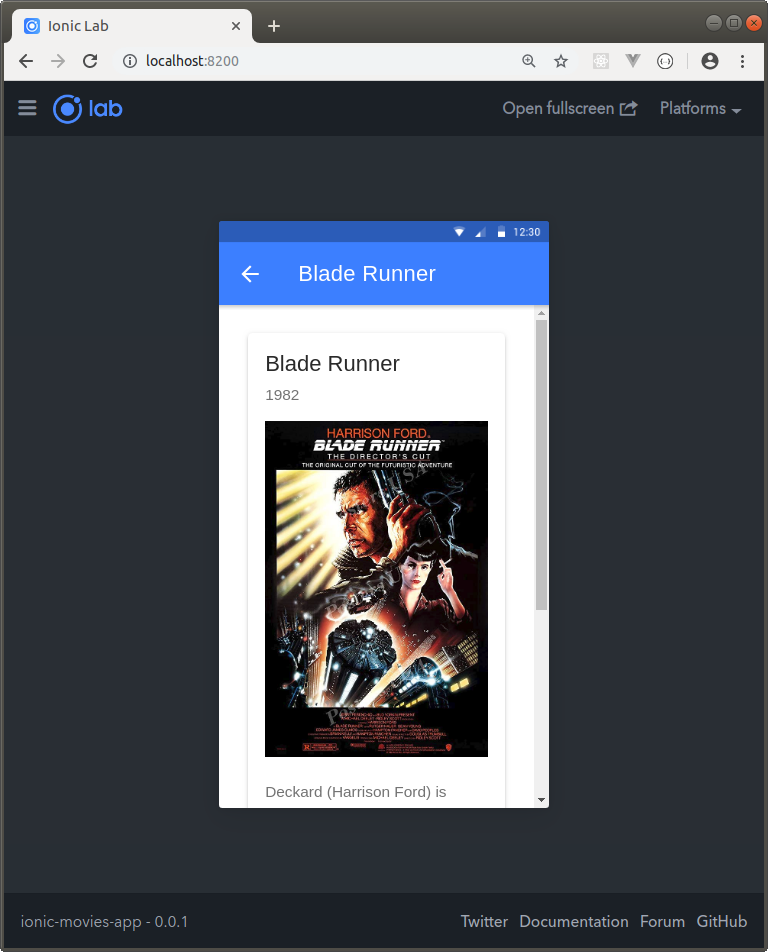 Ionic Lab
localhost:8200
lab
Open fullscreen
Platforms
12:30
Blade Runner
Blade Runner
1982
HARRISON FORD
BLADE RUNNER
THE DIRECTOR'S CUT
THE ORIGINAL CUT OF THE FUTURISTIC ADVENTURE
Deckard (Harrison Ford) is
ionic-movies-app - 0.0.1
Twitter Documentation Forum GitHub